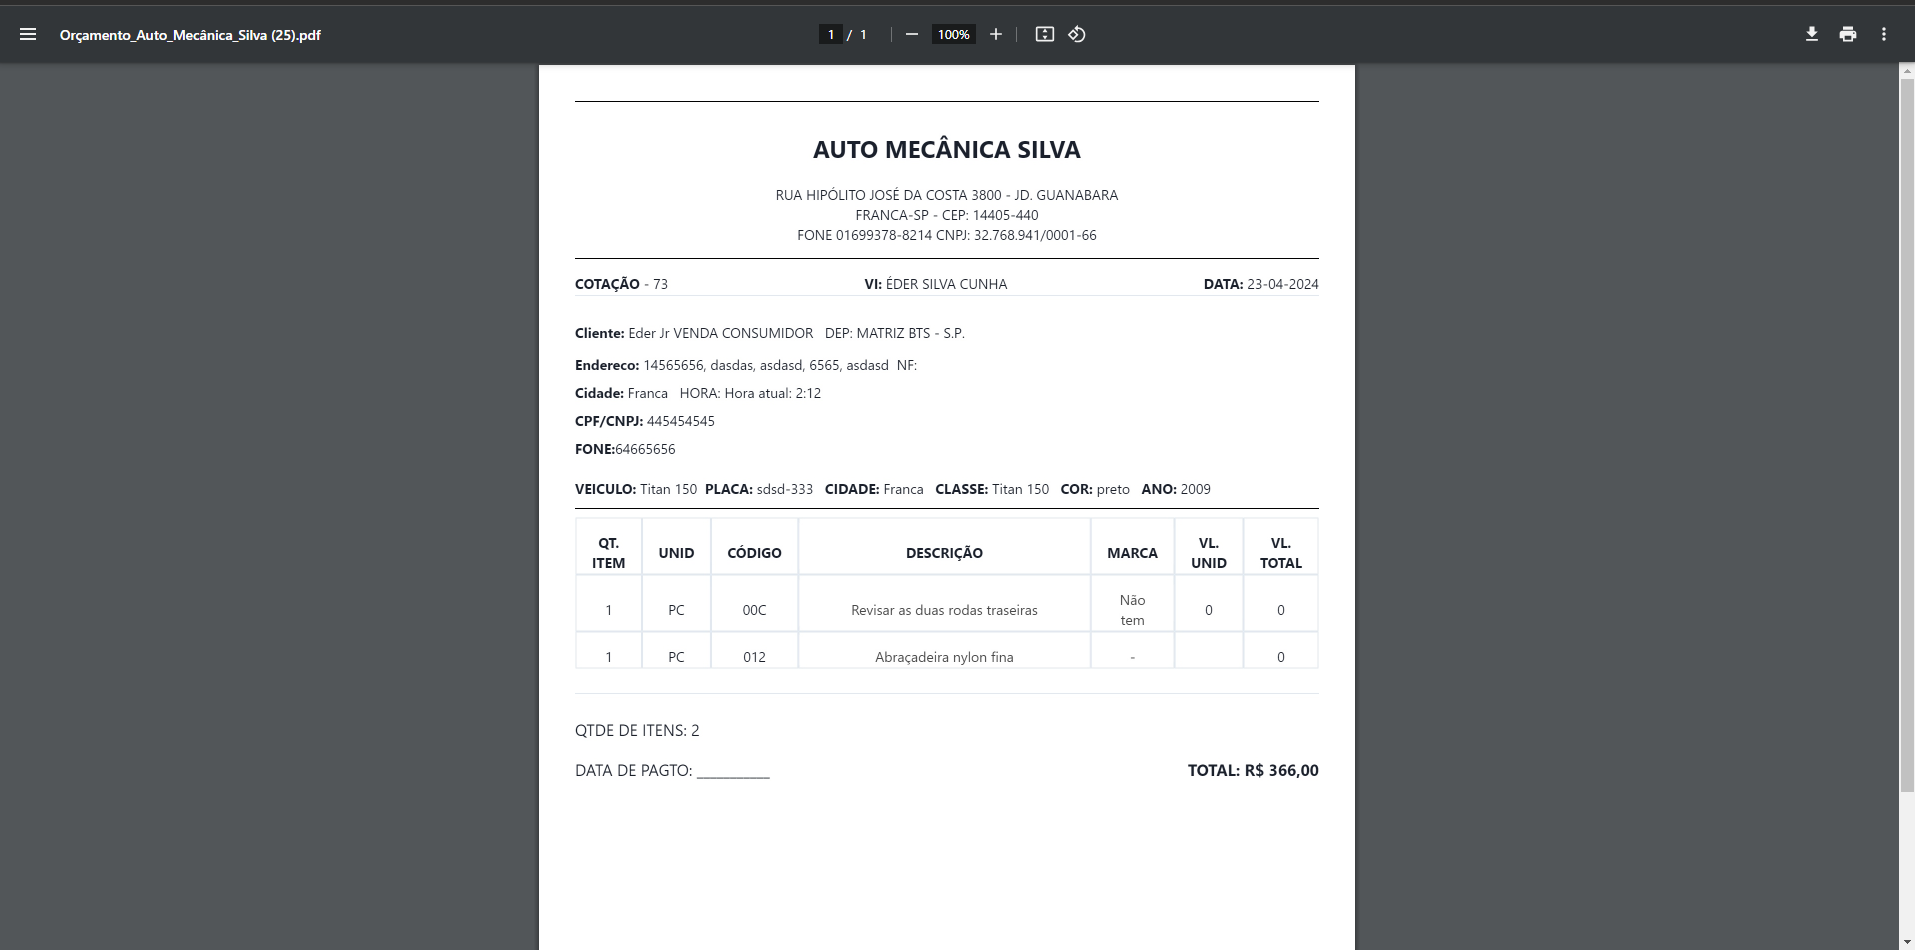 Orçamento_Auto_Mecânica_Silva (25).pdf
1 / 1
100%
AUTO MECÂNICA SILVA
RUA HIPÓLITO JOSÉ DA COSTA 3800 - JD. GUANABARA
FRANCA-SP - CEP: 14405-440
FONE 01699378-8214 CNPJ: 32.768.941/0001-66
COTAÇÃO - 73 VI: ÉDER SILVA CUNHA DATA: 23-04-2024
Cliente: Eder Jr VENDA CONSUMIDOR DEP: MATRIZ BTS - S.P.
Endereco: 14565656, dasdas, asdasd, 6565, asdasd NF:
Cidade: Franca HORA: Hora atual: 2:12
CPF/CNPJ: 445454545
FONE:64665656
VEICULO: Titan 150 PLACA: sdsd-333 CIDADE: Franca CLASSE: Titan 150 COR: preto ANO: 2009
QT. ITEM UNID CÓDIGO DESCRIÇÃO MARCA VL. UNID VL. TOTAL
1 PC 00C Revisar as duas rodas traseiras Não tem 0 0
1 PC 012 Abraçadeira nylon fina - 0
QTDE DE ITENS: 2
DATA DE PAGTO: __________ TOTAL: R$ 366,00